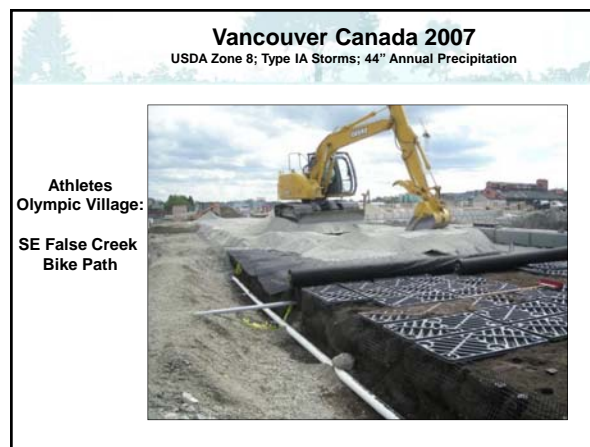 Vancouver Canada 2007
USDA Zone 8; Type IA Storms; 44” Annual Precipitation
Athletes
Olympic Village:
SE False Creek
Bike Path